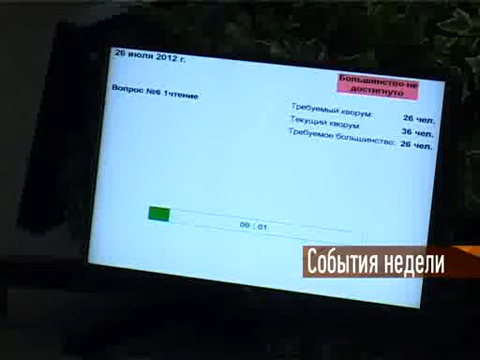 26 июля 2012 г.
Большинство не
достигнуто
Вопрос №6 1чтение
Требуемый кворум: 26 чел.
Текущий кворум 36 чел.
Требуемое большинство: 26 чел.
00 : 01
События недели